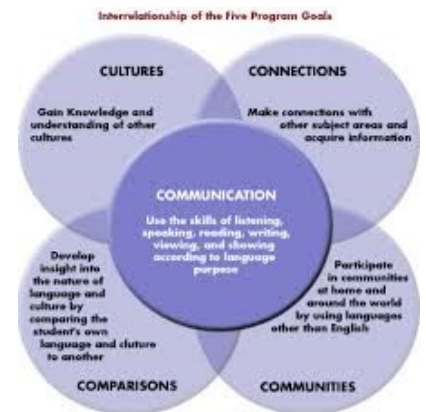 Interrelationship of the Five Program Goals
CULTURES
Gain Knowledge and
understanding of other
cultures
CONNECTIONS
Make connections with
other subject areas and
acquire information
COMMUNICATION
Use the skills of listening,
speaking, reading, writing,
viewing, and showing
according to language
purpose
Develop
insight into
the nature of
language and
culture by
comparing the
student's own
language and cluture
to another
COMPARISONS
Participate
in communities
at home and
around the world
by using languages
other than English
COMMUNITIES